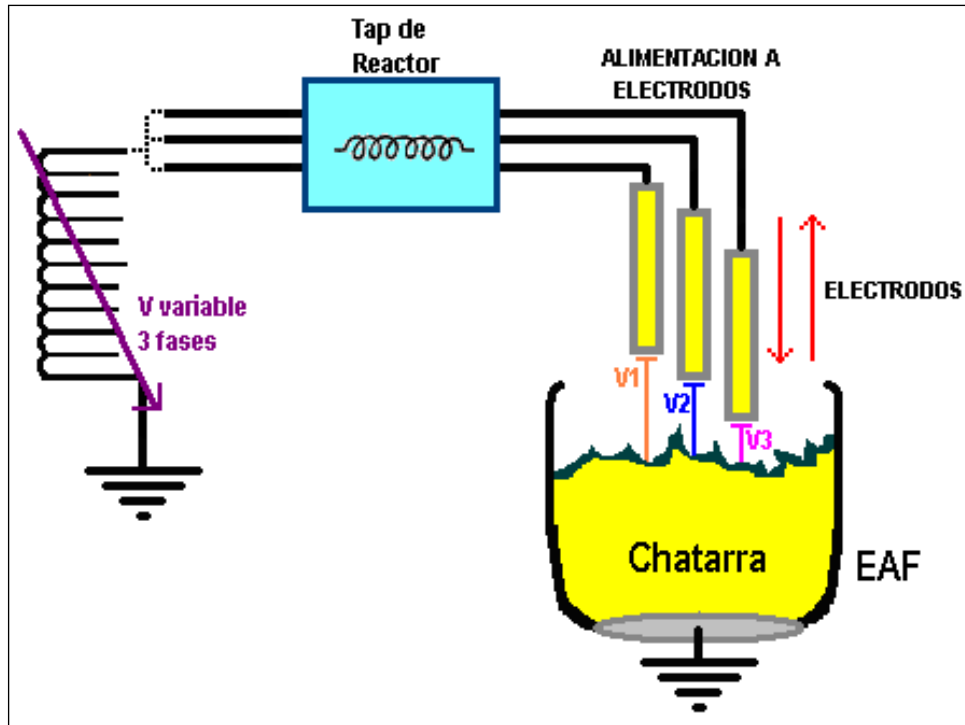 Tap de
Reactor
ALIMENTACION A
ELECTRODOS
V variable
3 fases
ELECTRODOS
V1
V2
V3
Chatarra
EAF